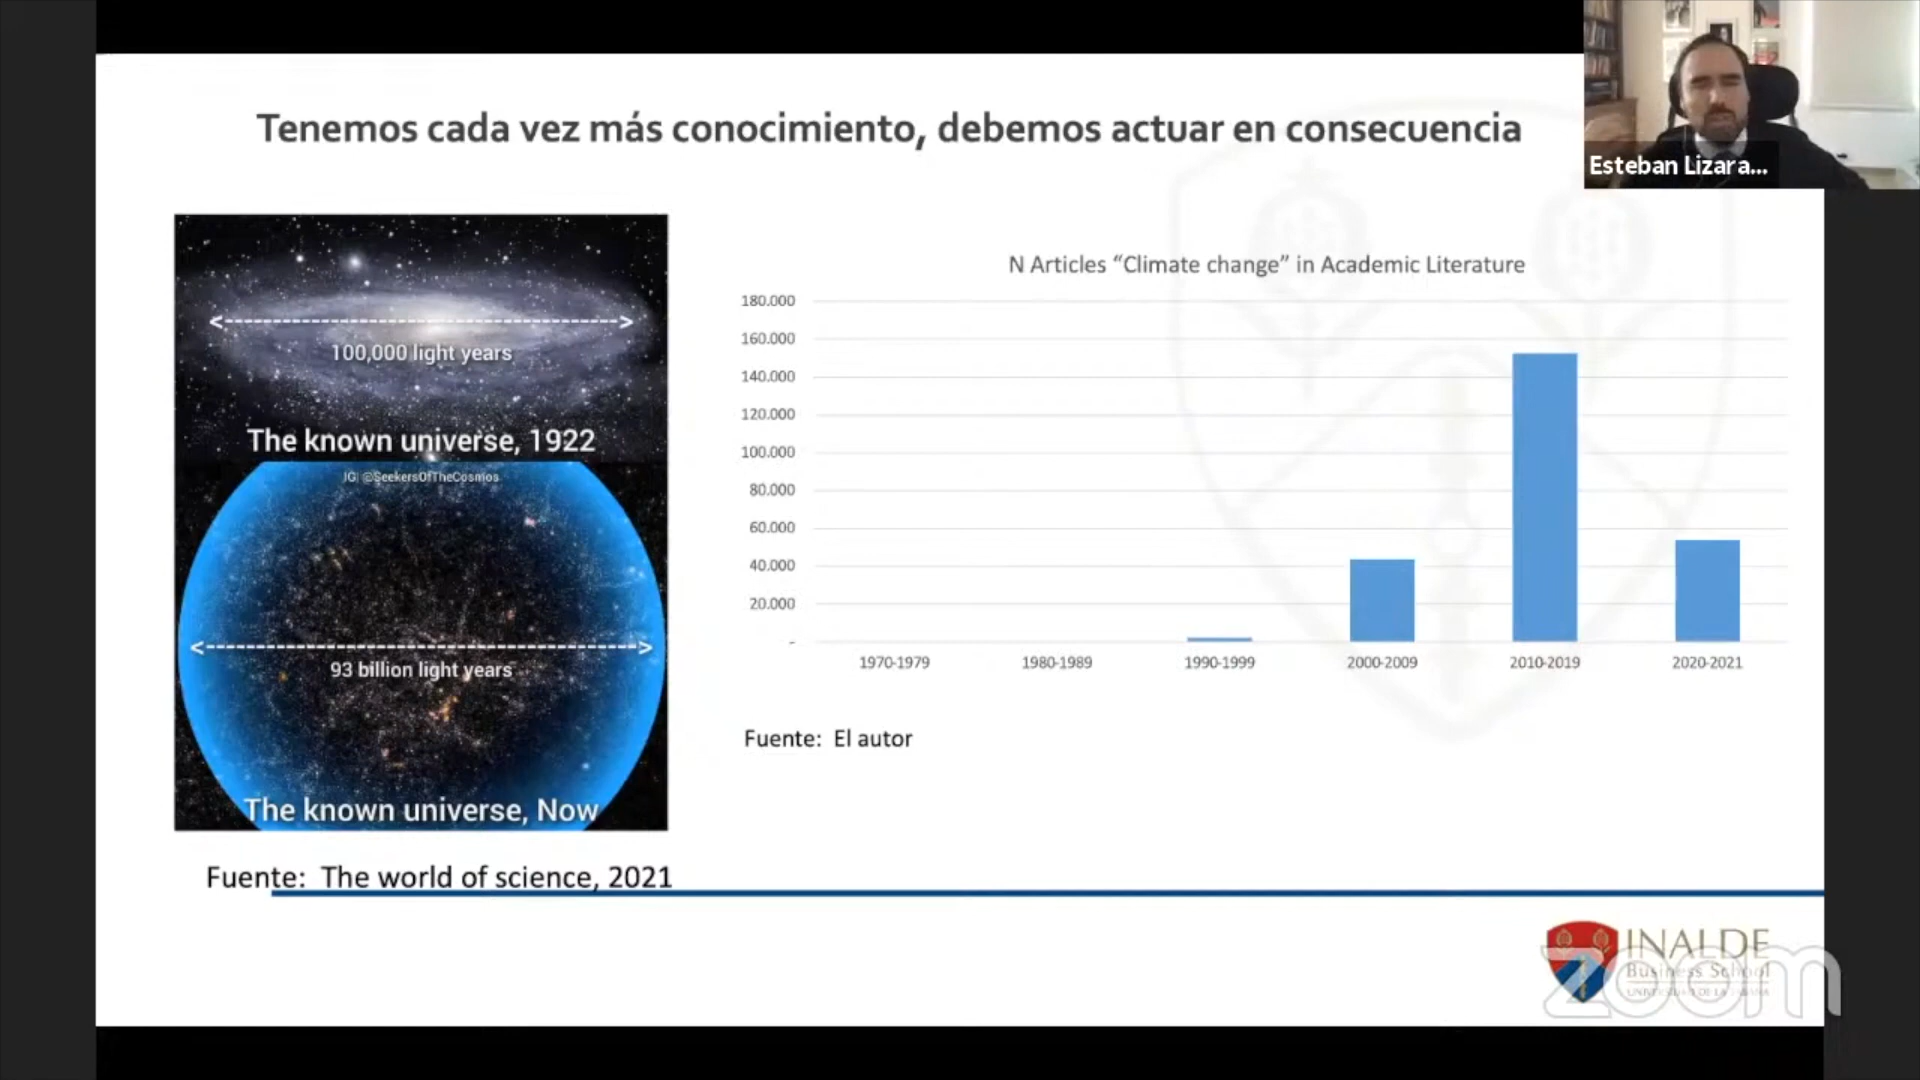 Tenemos cada vez más conocimiento, debemos actuar en consecuencia
Esteban Lizara...
100,000 light years
The known universe, 1922
IG| @SeekersOfTheCosmos
93 billion light years
The known universe, Now
Fuente: The world of science, 2021
N Articles “Climate change” in Academic Literature
180.000
160.000
140.000
120.000
100.000
80.000
60.000
40.000
20.000
-
1970-1979 1980-1989 1990-1999 2000-2009 2010-2019 2020-2021
Fuente: El autor
INALDE
Business School
zoom